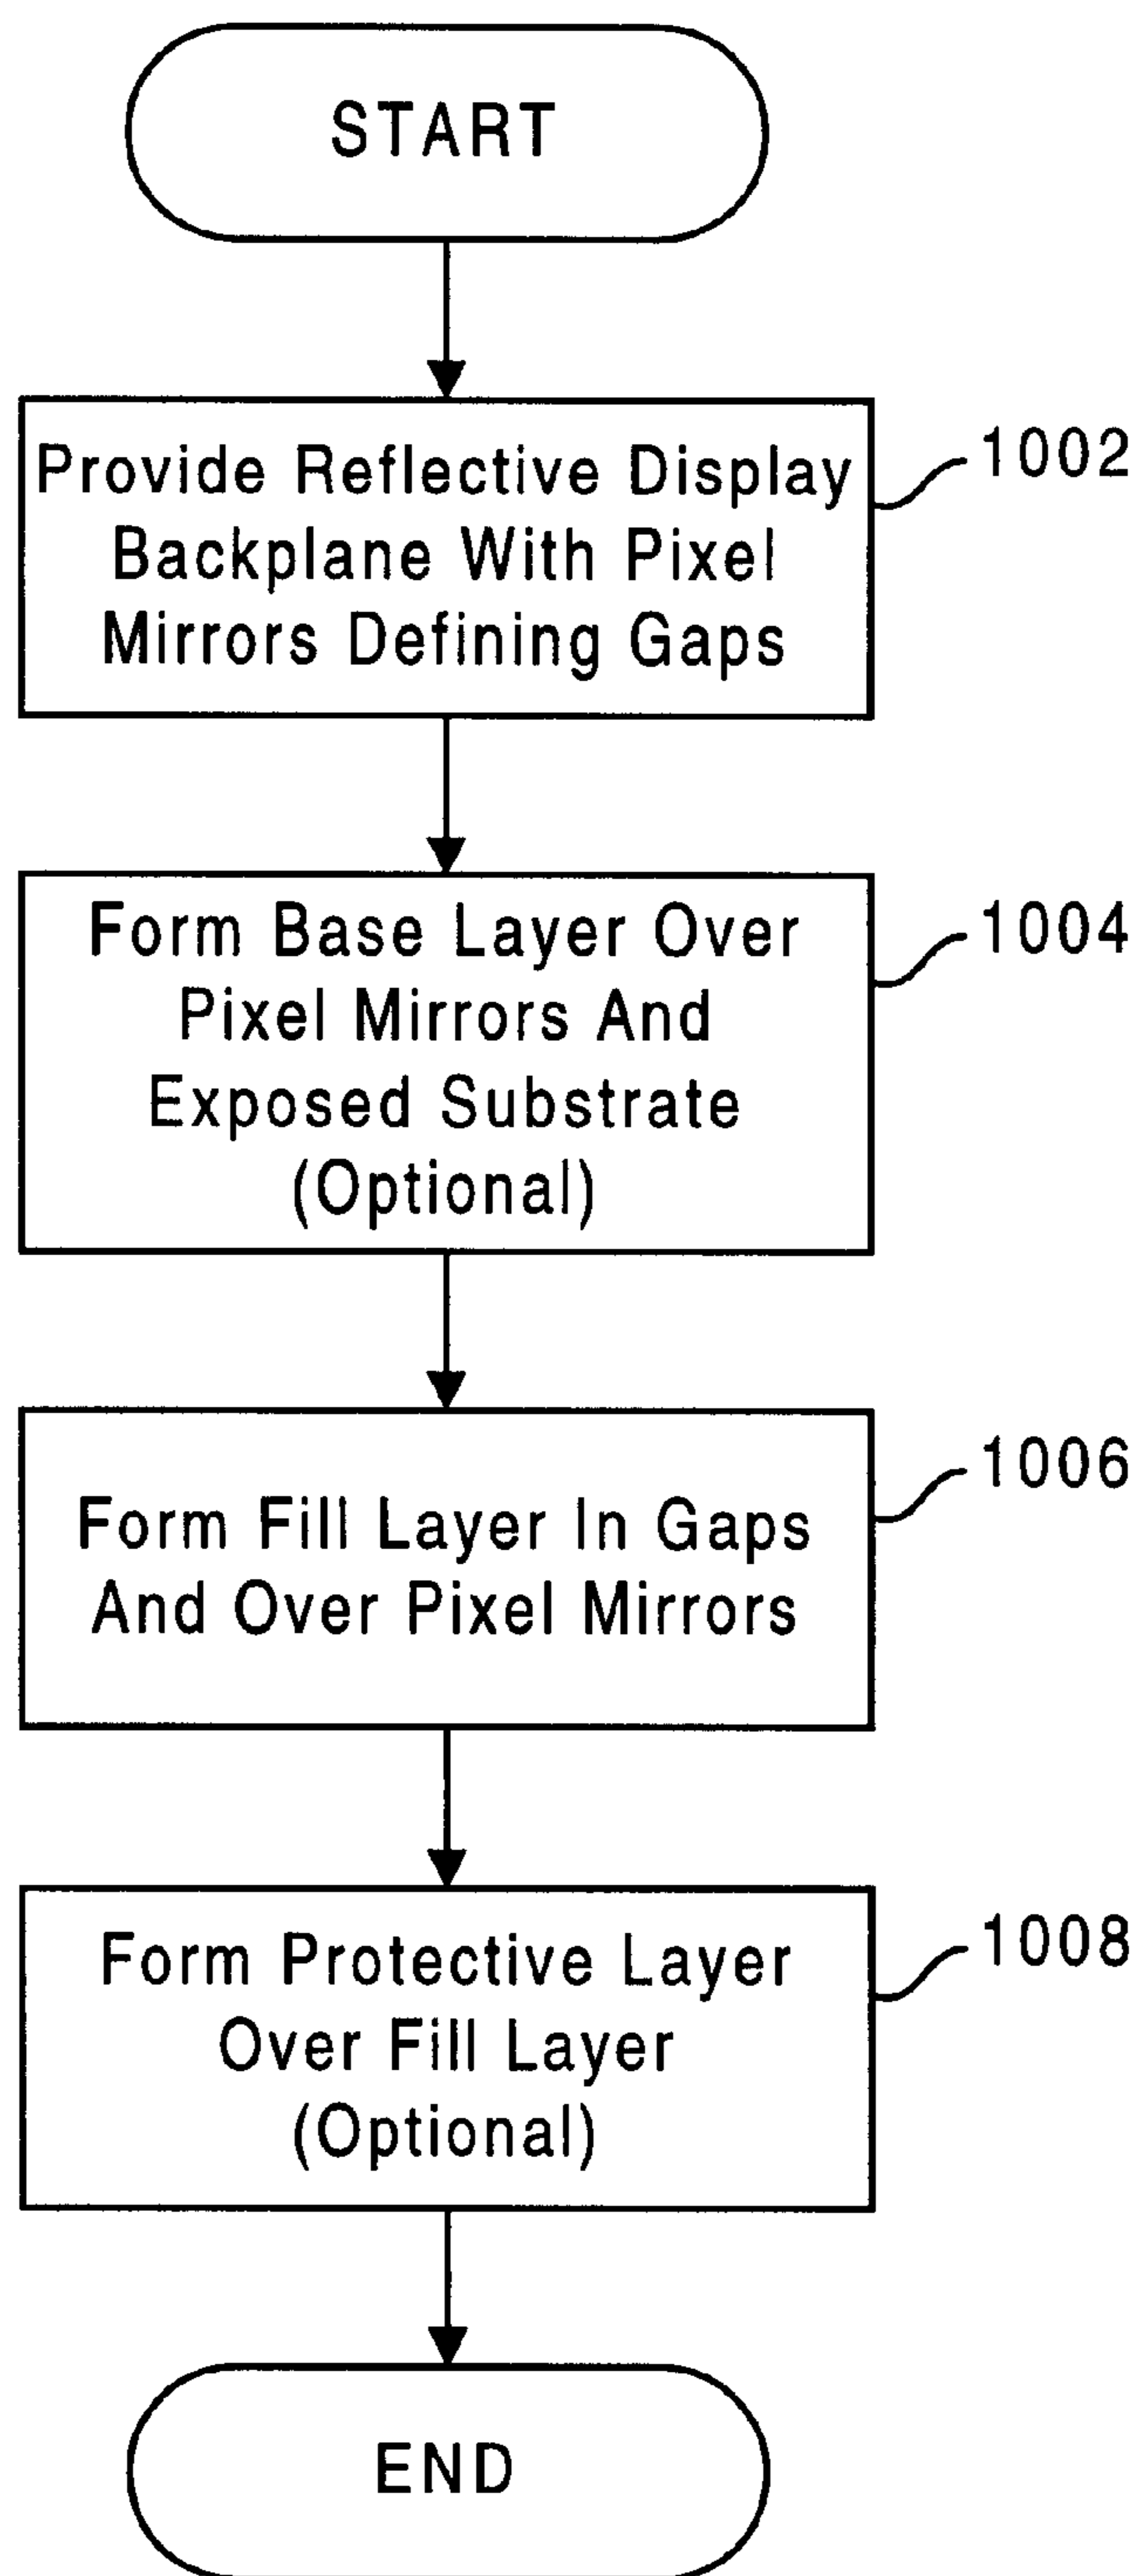 START
Provide Reflective Display
Backplane With Pixel
Mirrors Defining Gaps
1002
Form Base Layer Over
Pixel Mirrors And
Exposed Substrate
(Optional)
1004
Form Fill Layer In Gaps
And Over Pixel Mirrors
1006
Form Protective Layer
Over Fill Layer
(Optional)
1008
END